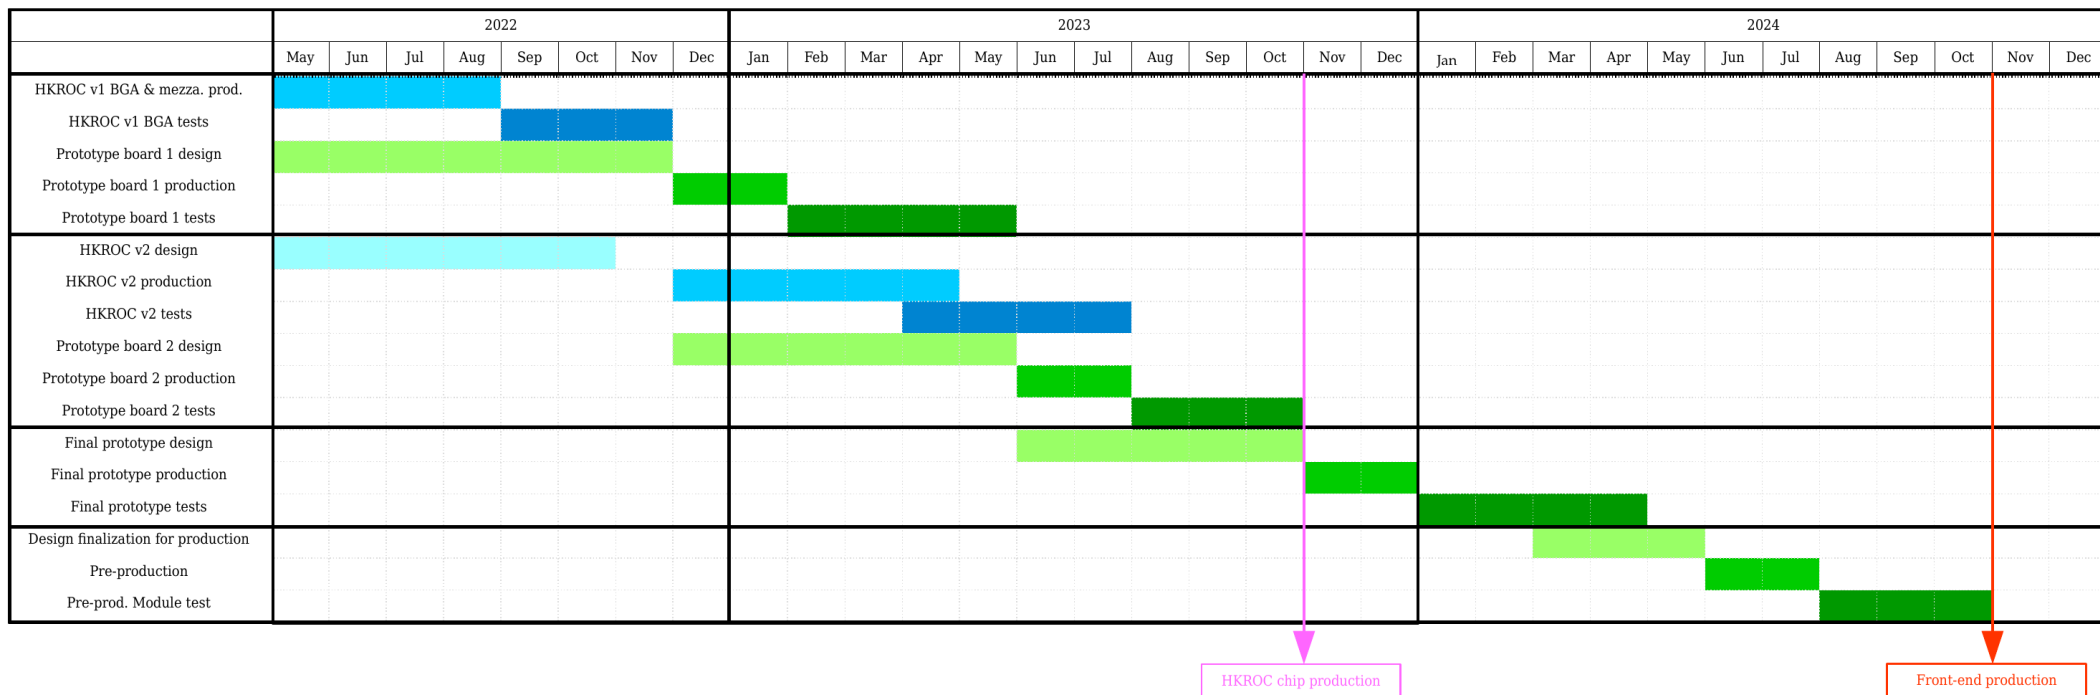 2022 2023 2024
May Jun Jul Aug Sep Oct Nov Dec Jan Feb Mar Apr May Jun Jul Aug Sep Oct Nov Dec Jan Feb Mar Apr May Jun Jul Aug Sep Oct Nov Dec
HKROC v1 BGA & mezza. prod.
HKROC v1 BGA tests
Prototype board 1 design
Prototype board 1 production
Prototype board 1 tests
HKROC v2 design
HKROC v2 production
HKROC v2 tests
Prototype board 2 design
Prototype board 2 production
Prototype board 2 tests
Final prototype design
Final prototype production
Final prototype tests
Design finalization for production
Pre-production
Pre-prod. Module test
HKROC chip production Front-end production